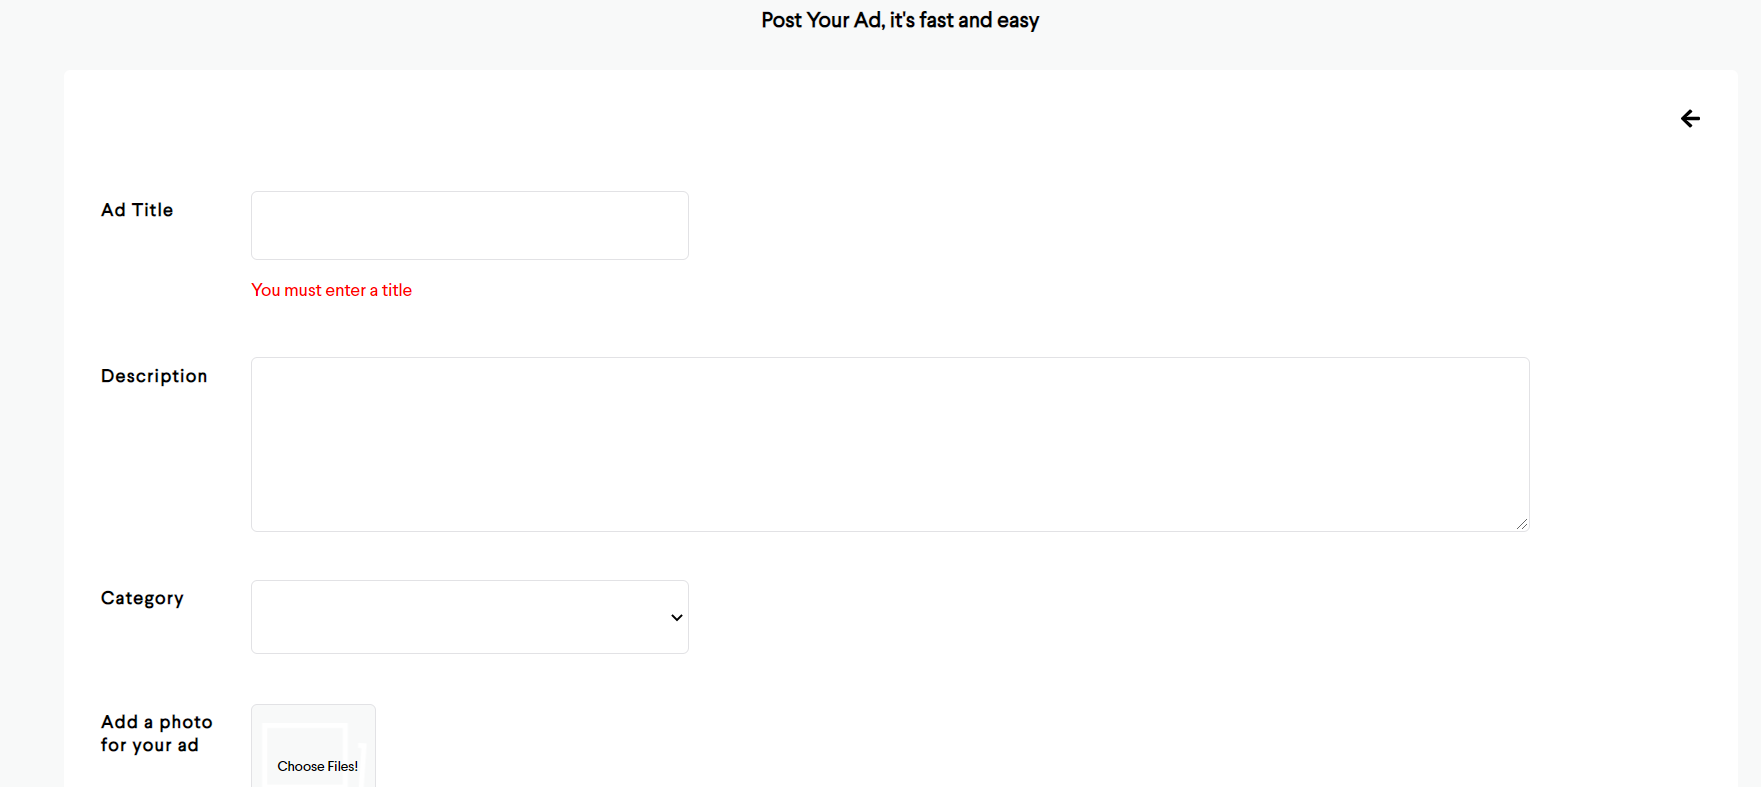 Post Your Ad, it's fast and easy
Ad Title
You must enter a title
Description
Category
Add a photo
for your ad
Choose Files!